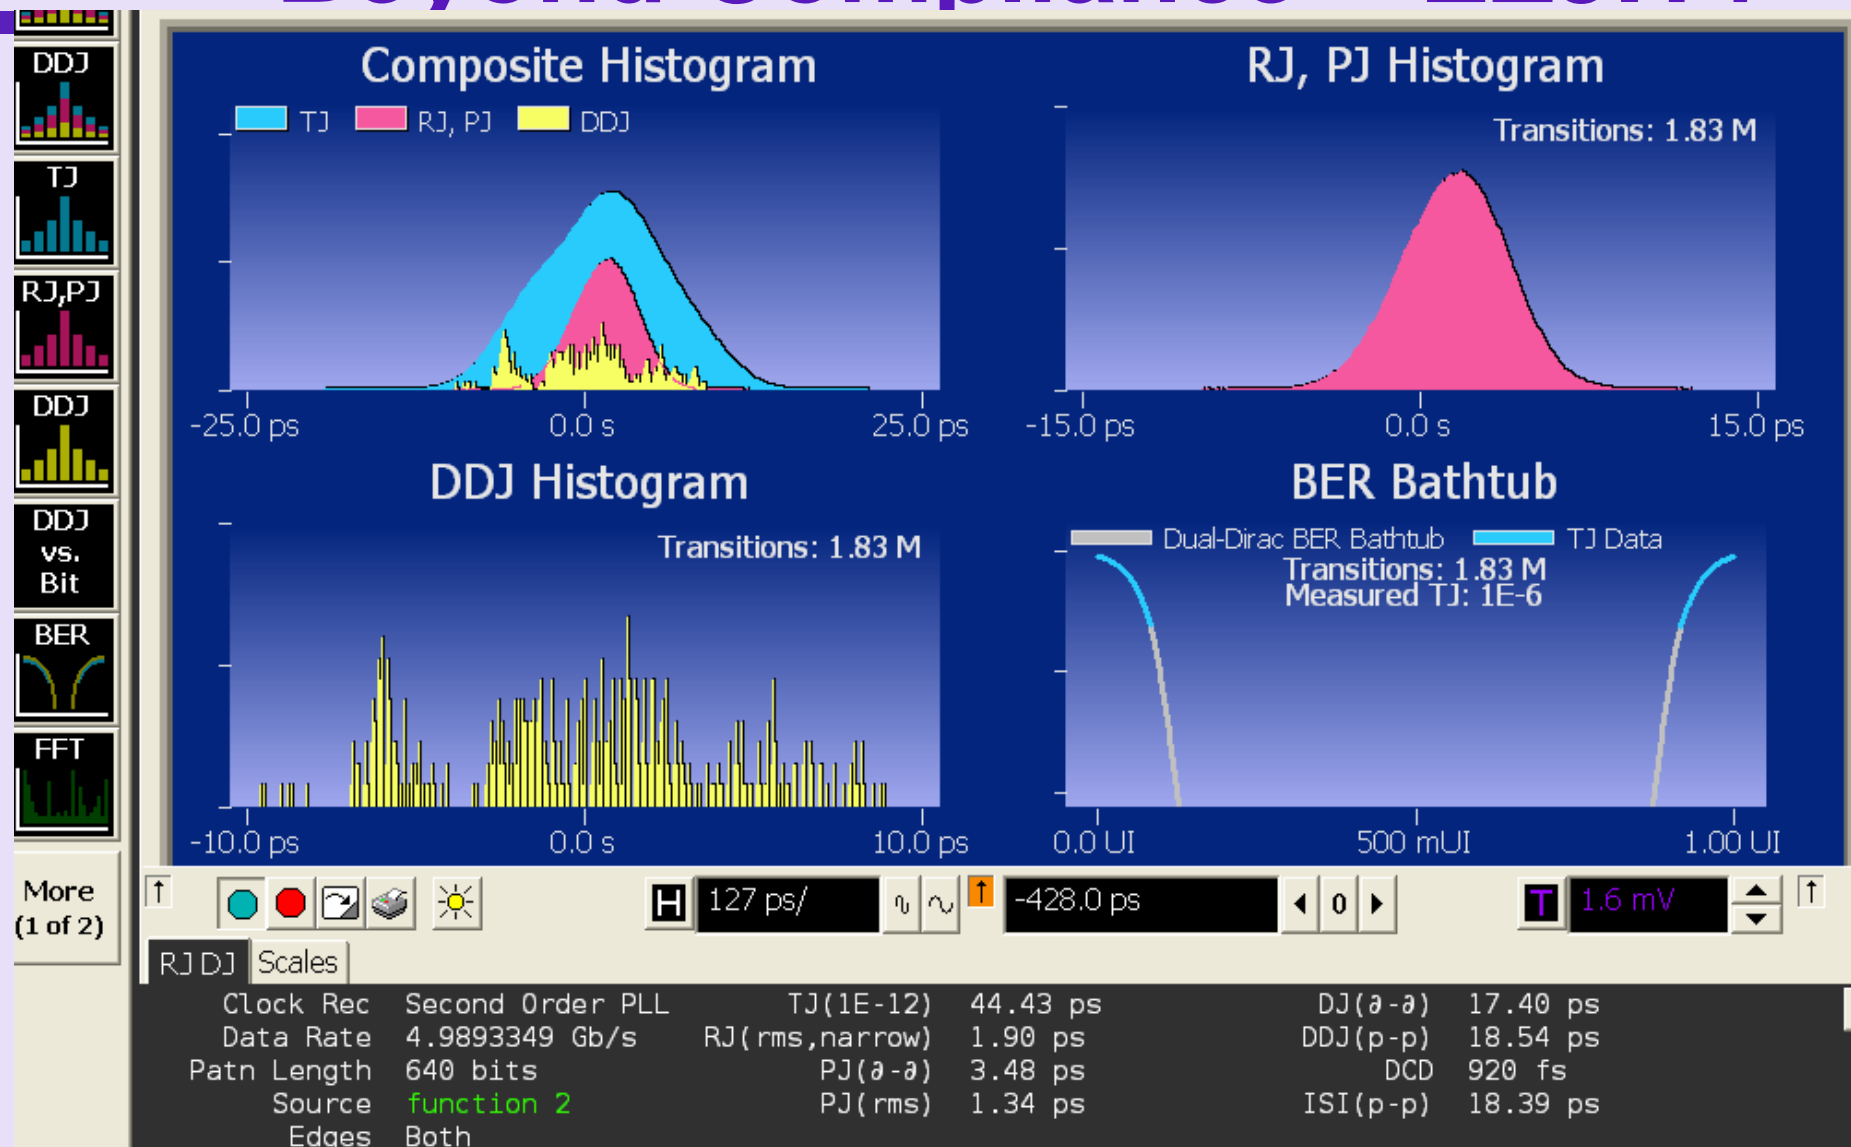 DDJ
TJ
RJ,PJ
DDJ
DDJ
vs.
Bit
BER
FFT
More
(1 of 2)
Composite Histogram
TJ RJ, PJ DDJ
-25.0 ps 0.0 s 25.0 ps
RJ, PJ Histogram
Transitions: 1.83 M
-15.0 ps 0.0 s 15.0 ps
DDJ Histogram
Transitions: 1.83 M
-10.0 ps 0.0 s 10.0 ps
BER Bathtub
Dual-Dirac BER Bathtub TJ Data
Transitions: 1.83 M
Measured TJ: 1E-6
0.0 UI 500 mUI 1.00 UI
H 127 ps/ -428.0 ps 0 T 1.6 mV
RJ DJ Scales
Clock Rec Second Order PLL TJ(1E-12) 44.43 ps DJ(∂-∂) 17.40 ps
Data Rate 4.9893349 Gb/s RJ(rms,narrow) 1.90 ps DDJ(p-p) 18.54 ps
Patn Length 640 bits PJ(∂-∂) 3.48 ps DCD 920 fs
Source function 2 PJ(rms) 1.34 ps ISI(p-p) 18.39 ps
Edges Both